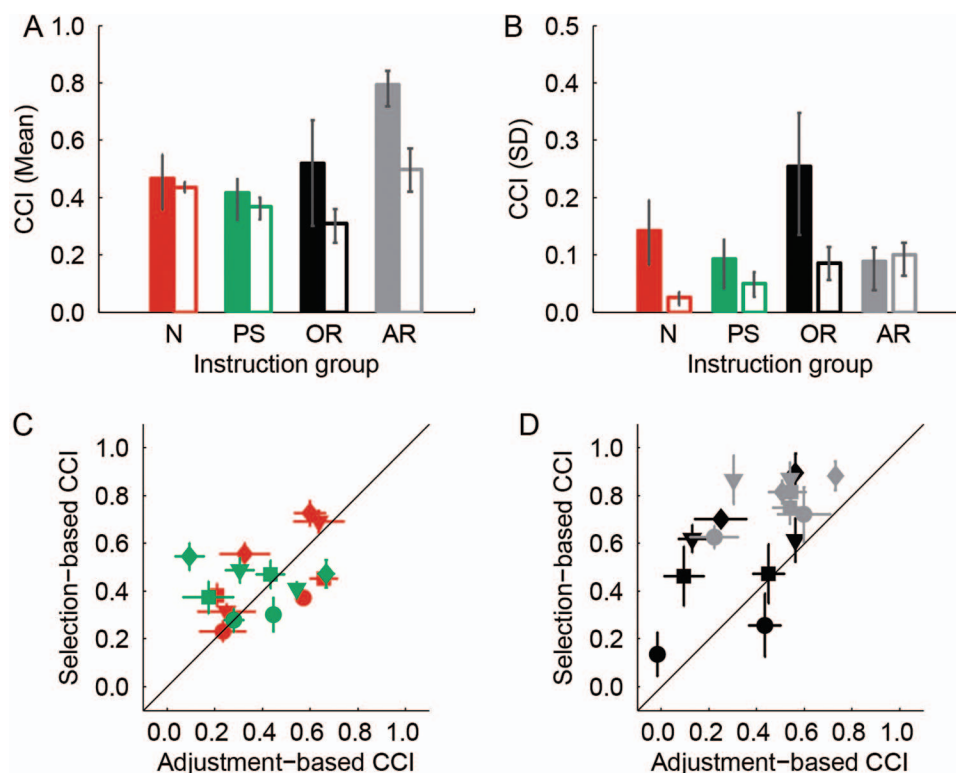 A
CCI (Mean)
1.0
0.8
0.6
0.4
0.2
0.0
N PS OR AR
Instruction group
B
CCI (SD)
0.5
0.4
0.3
0.2
0.1
0.0
N PS OR AR
Instruction group
C
Selection−based CCI
1.0
0.8
0.6
0.4
0.2
0.0
0.0 0.2 0.4 0.6 0.8 1.0
Adjustment−based CCI
D
Selection−based CCI
1.0
0.8
0.6
0.4
0.2
0.0
0.0 0.2 0.4 0.6 0.8 1.0
Adjustment−based CCI